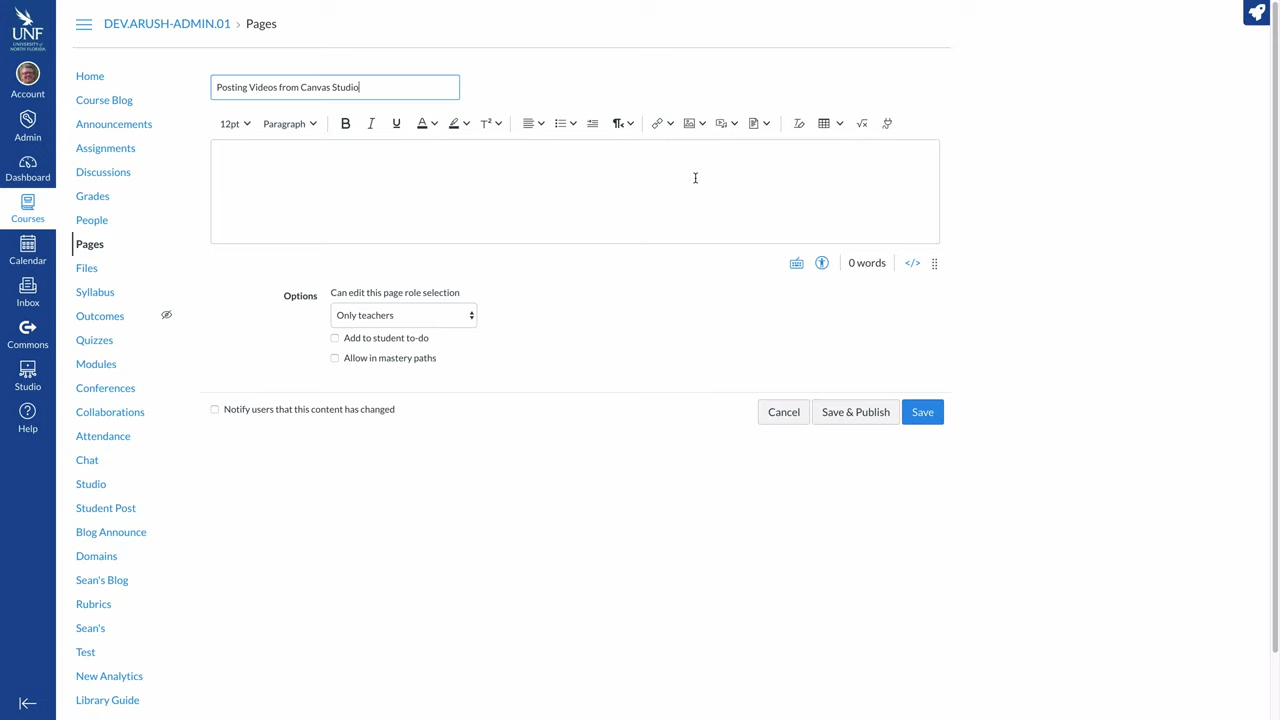 UNF
UNIVERSITY of
NORTH FLORIDA
Account
Admin
Dashboard
Courses
Calendar
Inbox
Commons
Studio
Help
DEV.ARUSH-ADMIN.01 > Pages
Home
Course Blog
Announcements
Assignments
Discussions
Grades
People
Pages
Files
Syllabus
Outcomes
Quizzes
Modules
Conferences
Collaborations
Attendance
Chat
Studio
Student Post
Blog Announce
Domains
Sean's Blog
Rubrics
Sean's
Test
New Analytics
Library Guide
Posting Videos from Canvas Studio
12pt Paragraph B I U A T²
0 words </>
Options
Can edit this page role selection
Only teachers
Add to student to-do
Allow in mastery paths
Notify users that this content has changed
Cancel Save & Publish Save